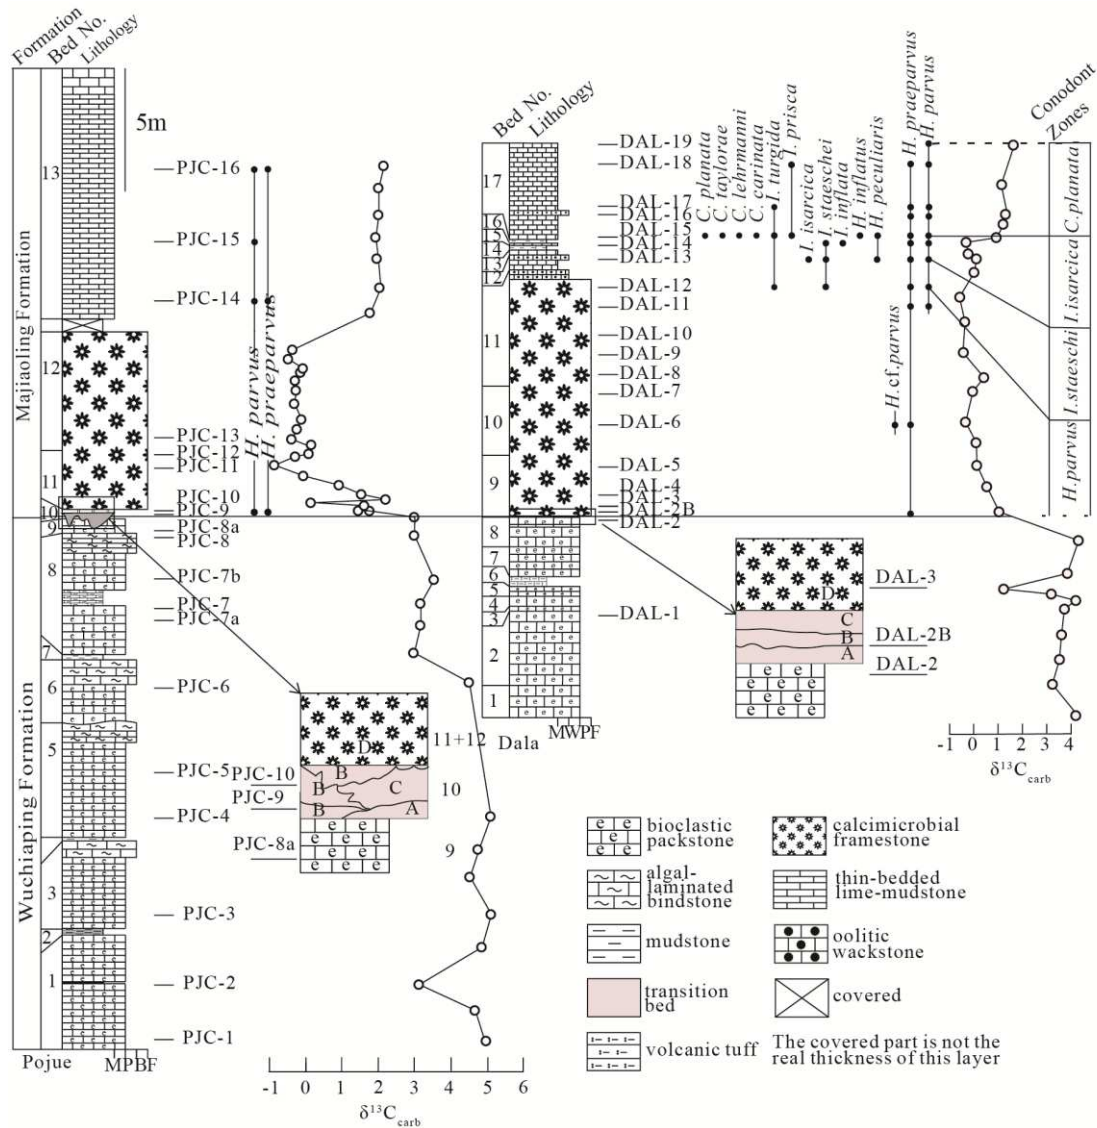 Formation
Bed No.
Lithology
5m
Majiaoling Formation
Wuchiaping Formation
13
12
11
10
9
8
7
6
5
3
2
1
PJC-16
PJC-15
PJC-14
PJC-13
PJC-12
PJC-11
PJC-10
PJC-9
PJC-8a
PJC-8
PJC-7b
PJC-7
PJC-7a
PJC-6
PJC-5
PJC-4
PJC-3
PJC-2
PJC-1
H. parvus
H. praeparvus
Pojue
MPBF
-1 0 1 2 3 4 5 6
δ¹³Ccarb
PJC-10
PJC-9
PJC-8a
D
B
B
C
B
A
11+12
10
9
Bed No.
Lithology
17
16
15
14
13
12
11
10
9
8
7
6
5
4
3
2
1
Dala
MWPF
DAL-19
DAL-18
DAL-17
DAL-16
DAL-15
DAL-14
DAL-13
DAL-12
DAL-11
DAL-10
DAL-9
DAL-8
DAL-7
DAL-6
DAL-5
DAL-4
DAL-3
DAL-2B
DAL-2
DAL-1
C. planata
C. taylorae
C. lehrmanni
C. carinata
I. turgida
I. prisca
I. isarcica
I. staeschei
I. inflata
H. inflatus
H. peculiaris
H. praeparvus
H. parvus
H.cf.parvus
Conodont
Zones
C.planata
I.isarcica
I.staeschi
H.parvus
D
C
B
A
DAL-3
DAL-2B
DAL-2
-1 0 1 2 3 4
δ¹³Ccarb
bioclastic
packstone
algal-
laminated
bindstone
mudstone
transition
bed
volcanic tuff
calcimicrobial
framestone
thin-bedded
lime-mudstone
oolitic
wackstone
covered
The covered part is not the
real thickness of this layer